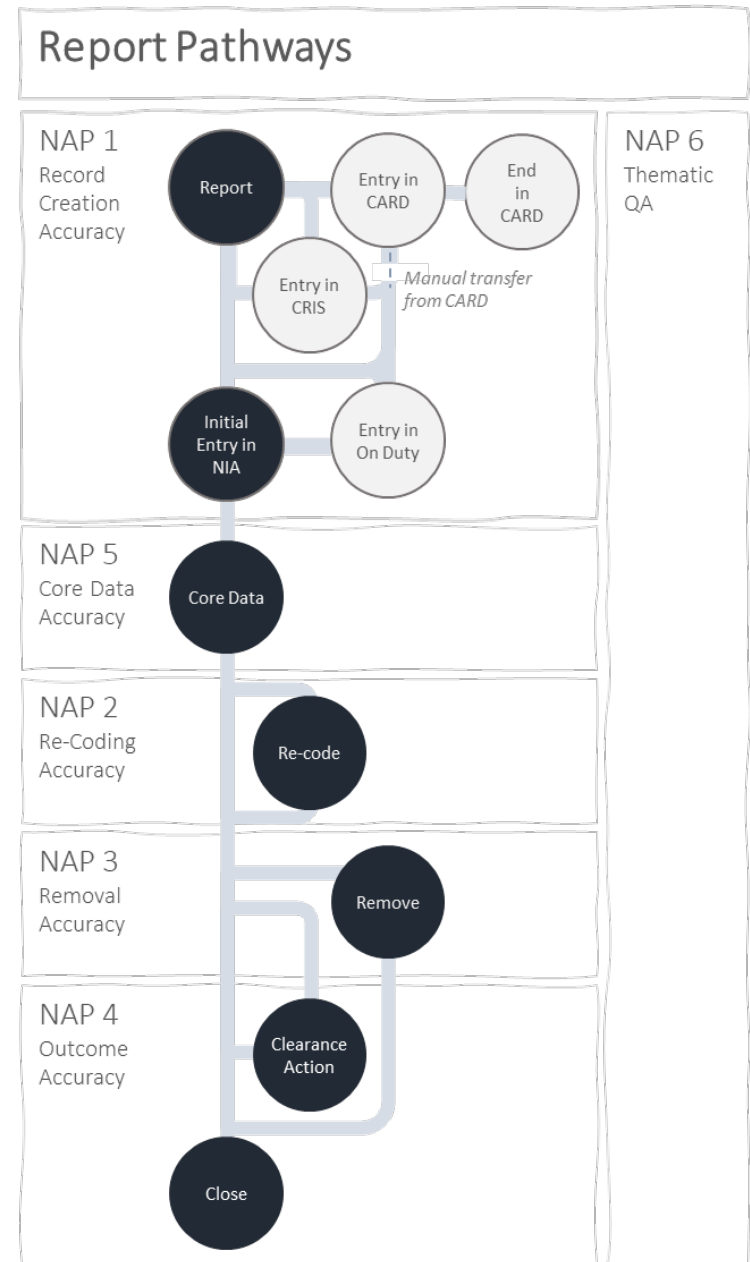 Report Pathways
NAP 1
Record
Creation
Accuracy
Report
Entry in
CARD
End
in
CARD
Entry in
CRIS
Manual transfer
from CARD
Initial
Entry in
NIA
Entry in
On Duty
NAP 6
Thematic
QA
NAP 5
Core Data
Accuracy
Core Data
NAP 2
Re-Coding
Accuracy
Re-code
NAP 3
Removal
Accuracy
Remove
NAP 4
Outcome
Accuracy
Clearance
Action
Close